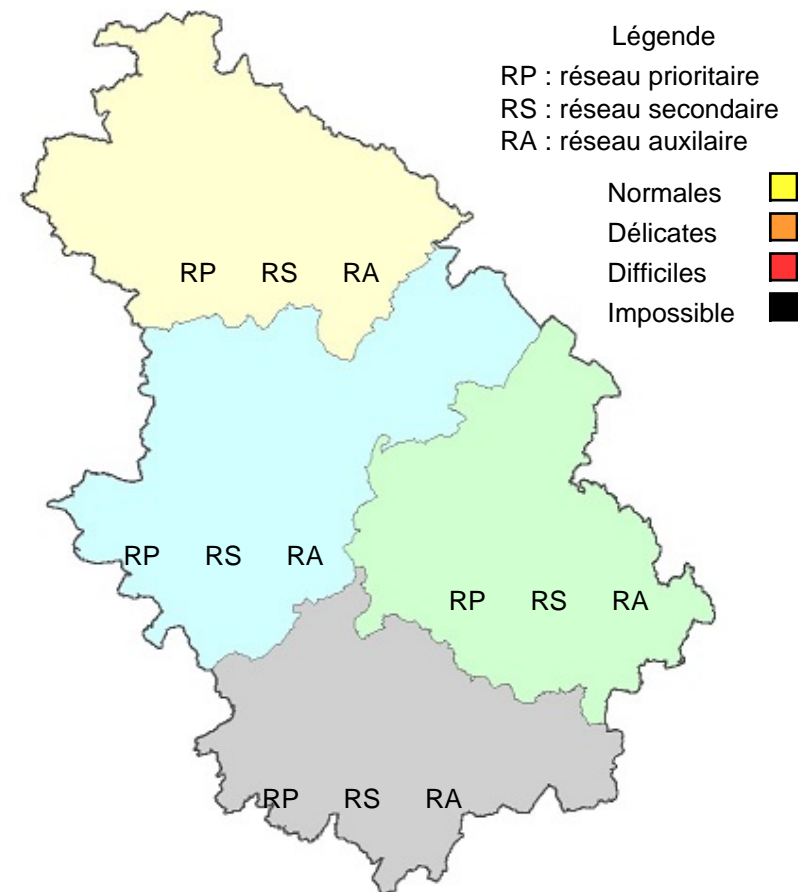 Légende
RP : réseau prioritaire
RS : réseau secondaire
RA : réseau auxilaire
Normales
Délicates
Difficiles
Impossible
RP RS RA
RP RS RA
RP RS RA
RP RS RA